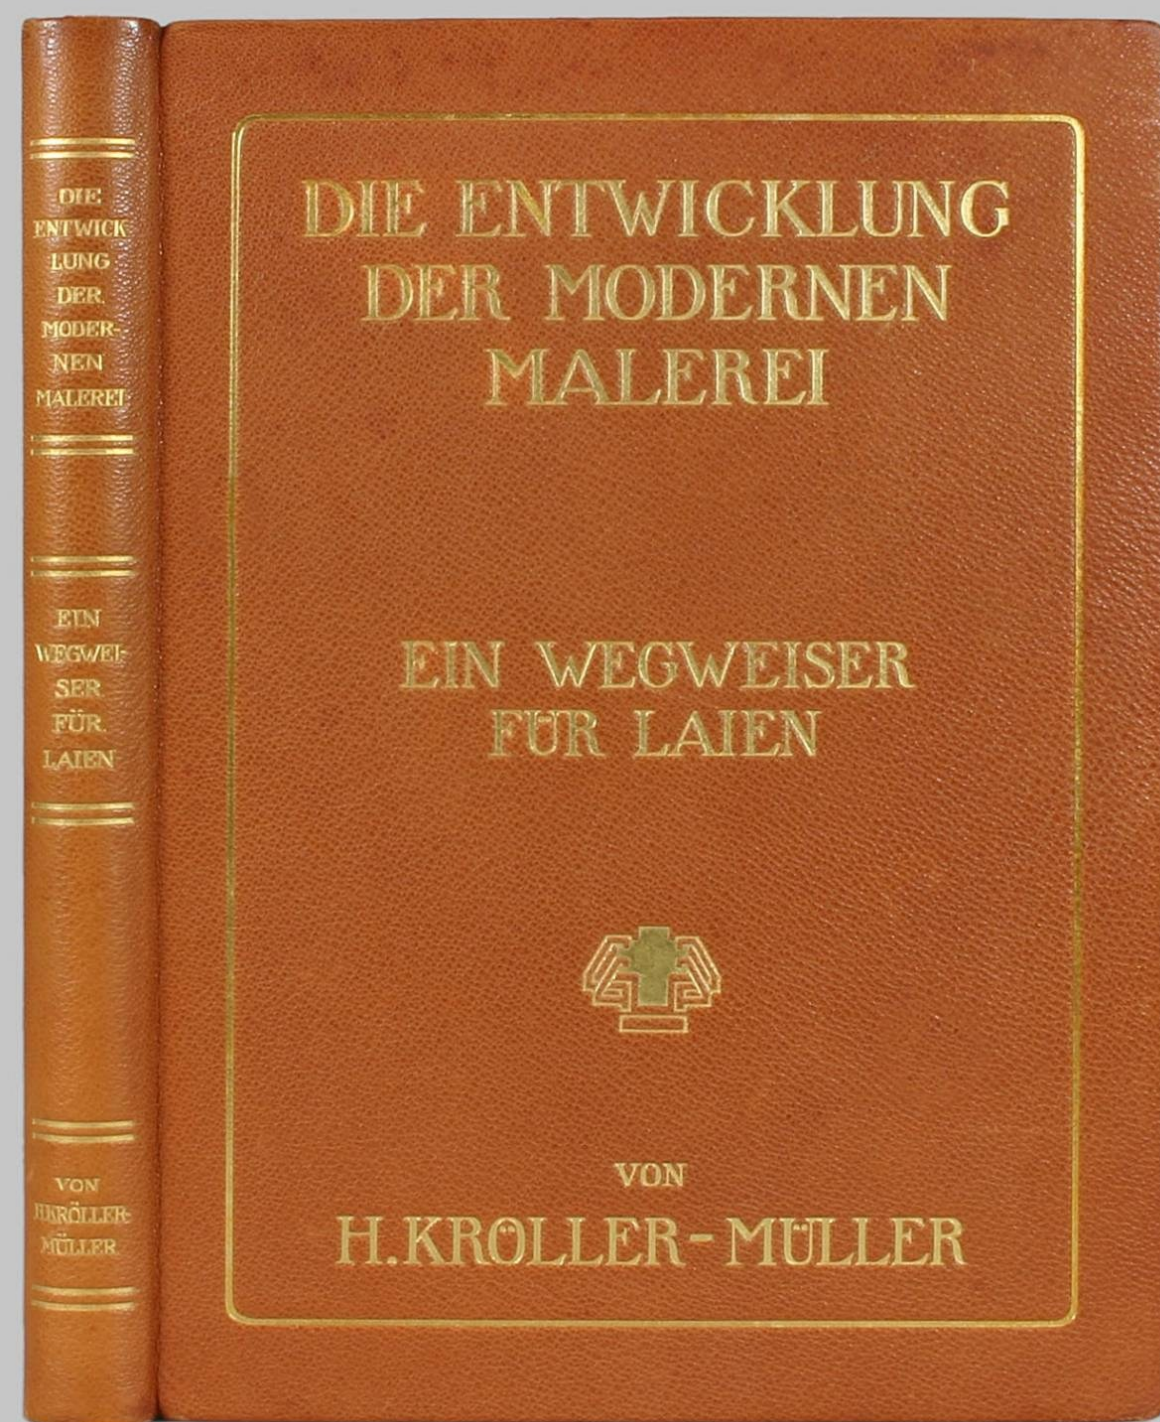 DIE
ENTWICK
LUNG
DER
MODER-
NEN
MALEREI
EIN
WEGWEI-
SER
FÜR
LAIEN
VON
H.KRÖLLER-
MÜLLER
DIE ENTWICKLUNG
DER MODERNEN
MALEREI
EIN WEGWEISER
FÜR LAIEN
VON
H.KRÖLLER-MÜLLER